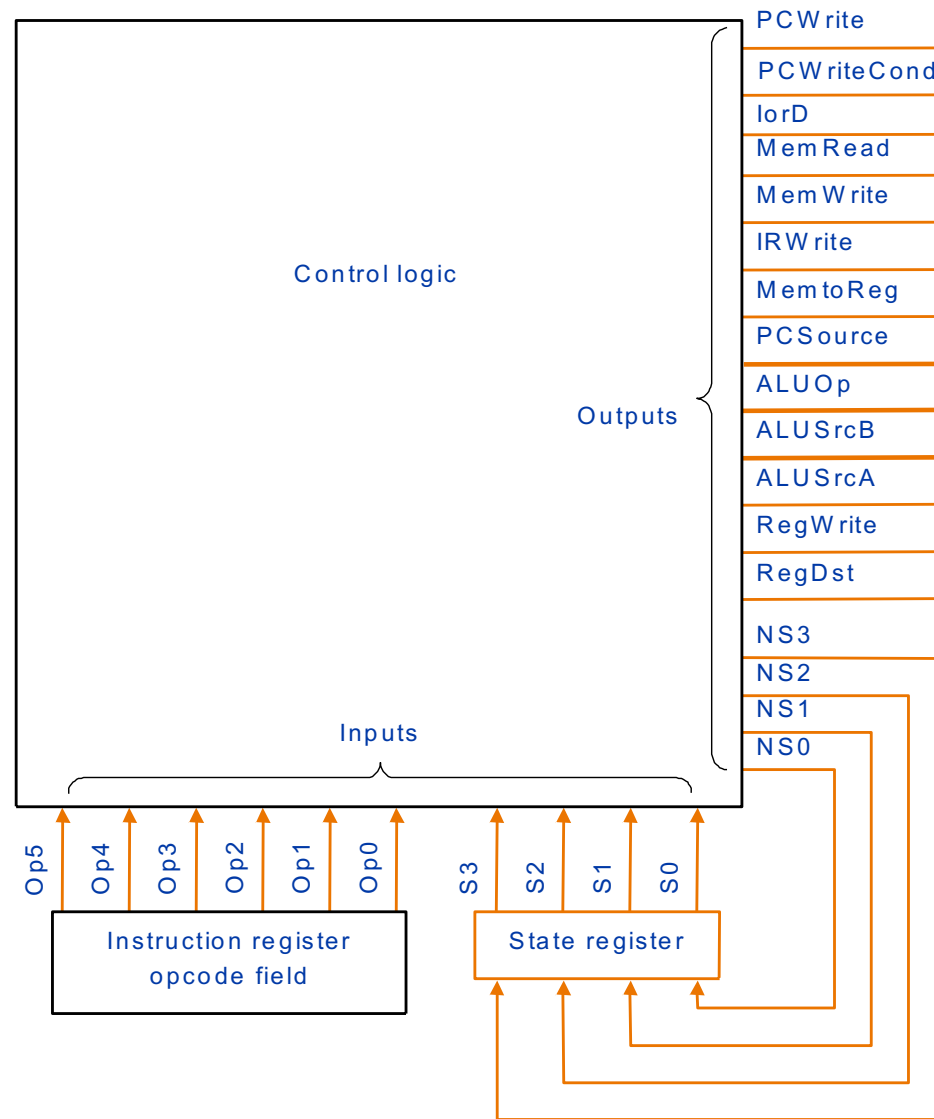 PCWrite
PCWriteCond
IorD
MemRead
MemWrite
IRWrite
Control logic
MemtoReg
PCSource
ALUOp
Outputs
ALUSrcB
ALUSrcA
RegWrite
RegDst
NS3
NS2
NS1
Inputs
NS0
Op5
Op4
Op3
Op2
Op1
Op0
S3
S2
S1
S0
Instruction register
opcode field
State register